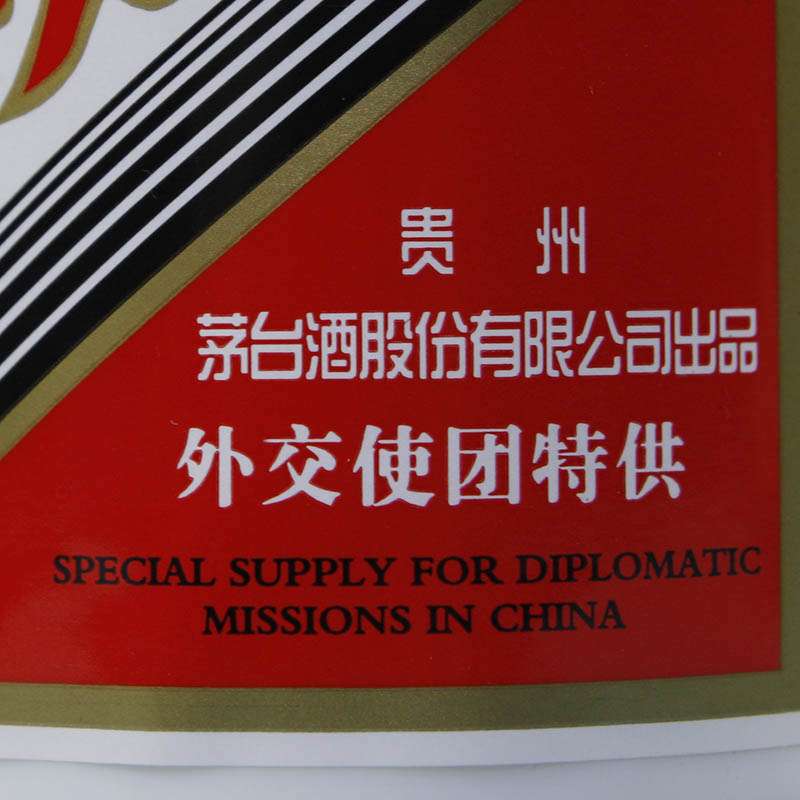 贵 州
茅台酒股份有限公司出品
外交使团特供
SPECIAL SUPPLY FOR DIPLOMATIC
MISSIONS IN CHINA